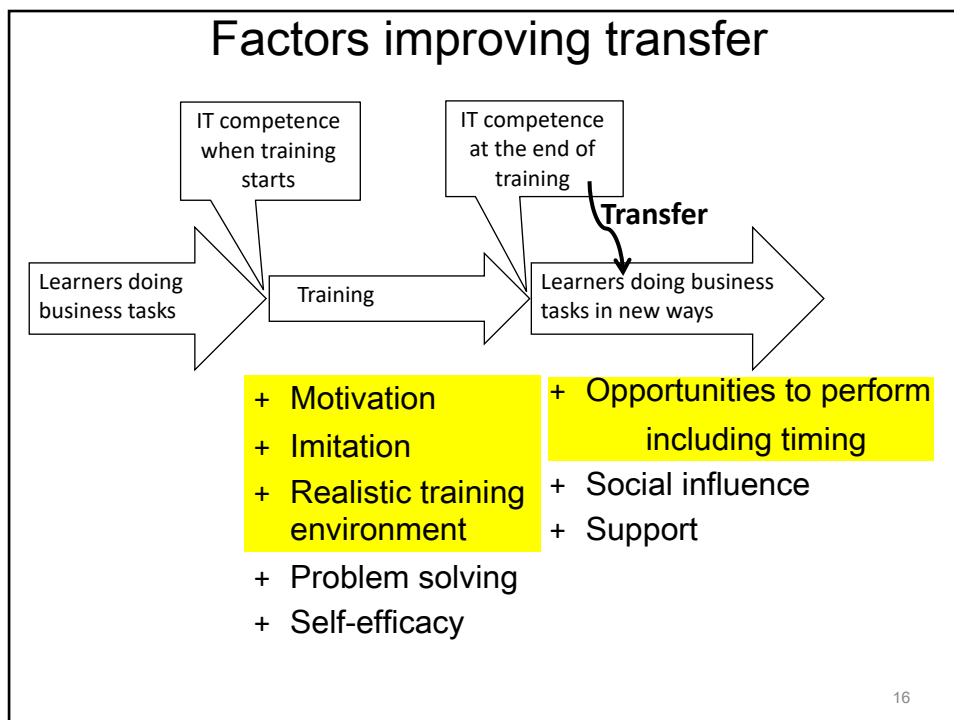 Factors improving transfer
IT competence
when training
starts
IT competence
at the end of
training
Transfer
Learners doing
business tasks
Training
Learners doing business
tasks in new ways
+ Motivation
+ Imitation
+ Realistic training
environment
+ Problem solving
+ Self-efficacy
+ Opportunities to perform
including timing
+ Social influence
+ Support
16